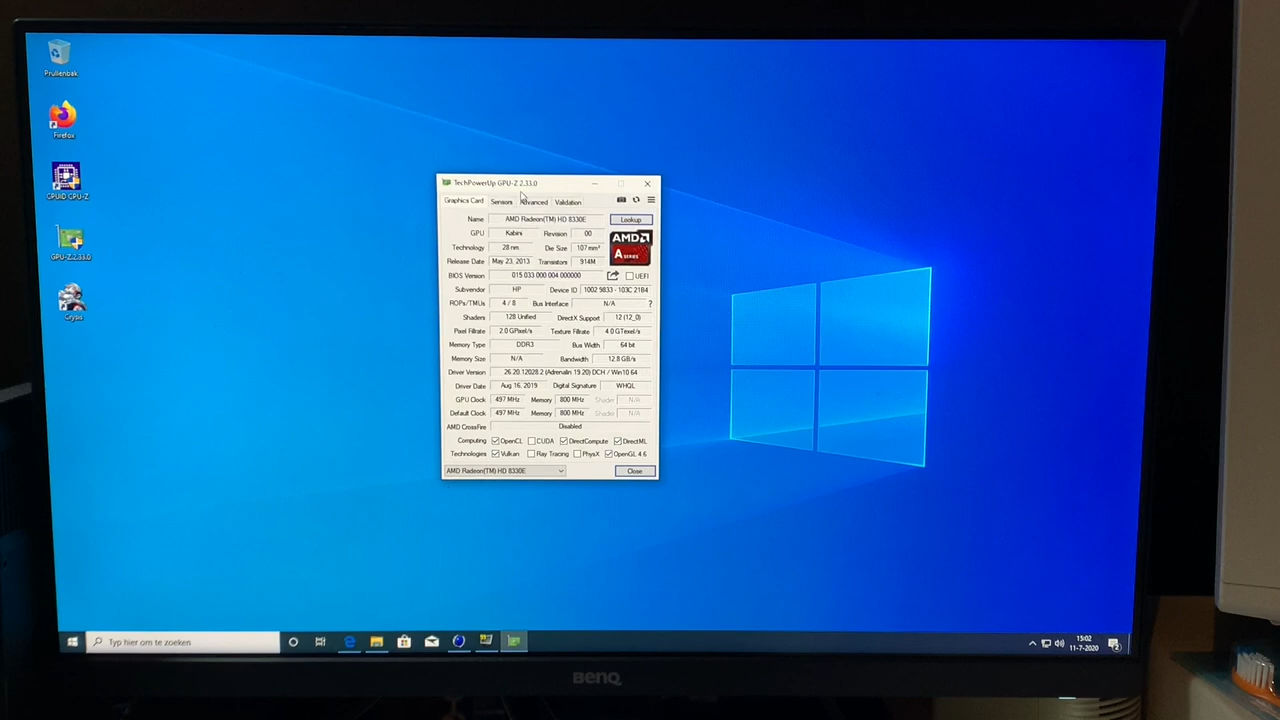 Prullenbak
Firefox
CPUID CPU-Z
GPU-Z.2.33.0
Crysis
TechPowerUp GPU-Z 2.33.0
Graphics Card Sensors Advanced Validation
Name AMD Radeon(TM) HD 8330E Lookup
GPU Kabini Revision 00
AMD
A SERIES
Technology 28 nm Die Size 107 mm²
Release Date May 23, 2013 Transistors 914M
BIOS Version 015.033.000.004.000000 UEFI
Subvendor HP Device ID 1002 9833 - 103C 21B4
ROPs/TMUs 4 / 8 Bus Interface N/A ?
Shaders 128 Unified DirectX Support 12 (12_0)
Pixel Fillrate 2.0 GPixel/s Texture Fillrate 4.0 GTexel/s
Memory Type DDR3 Bus Width 64 bit
Memory Size N/A Bandwidth 12.8 GB/s
Driver Version 26.20.12028.2 (Adrenalin 19.20) DCH / Win10 64
Driver Date Aug 16, 2019 Digital Signature WHQL
GPU Clock 497 MHz Memory 800 MHz Shader N/A
Default Clock 497 MHz Memory 800 MHz Shader N/A
AMD CrossFire Disabled
Computing OpenCL CUDA DirectCompute DirectML
Technologies Vulkan Ray Tracing PhysX OpenGL 4.6
AMD Radeon(TM) HD 8330E Close
Typ hier om te zoeken
15:02
11-7-2020
2
BenQ